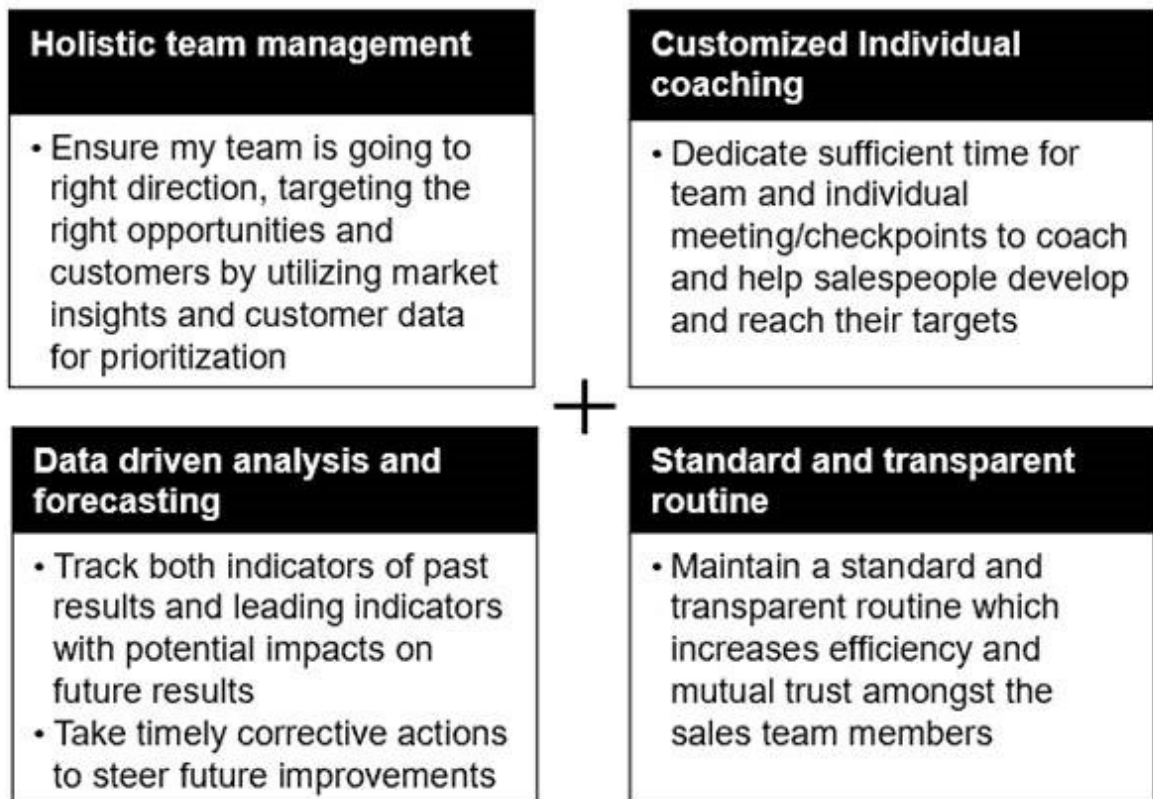 Holistic team management
• Ensure my team is going to
right direction, targeting the
right opportunities and
customers by utilizing market
insights and customer data
for prioritization
Customized Individual
coaching
• Dedicate sufficient time for
team and individual
meeting/checkpoints to coach
and help salespeople develop
and reach their targets
+
Data driven analysis and
forecasting
• Track both indicators of past
results and leading indicators
with potential impacts on
future results
• Take timely corrective actions
to steer future improvements
Standard and transparent
routine
• Maintain a standard and
transparent routine which
increases efficiency and
mutual trust amongst the
sales team members